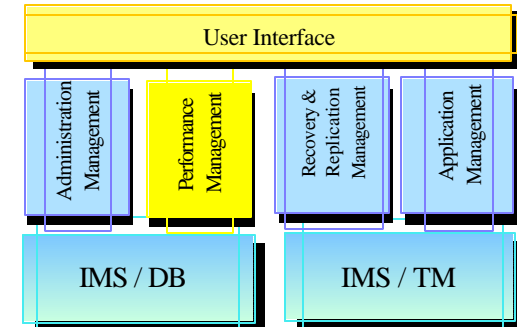 User Interface
Administration
Management
Performance
Management
Recovery &
Replication
Management
Application
Management
IMS / DB
IMS / TM